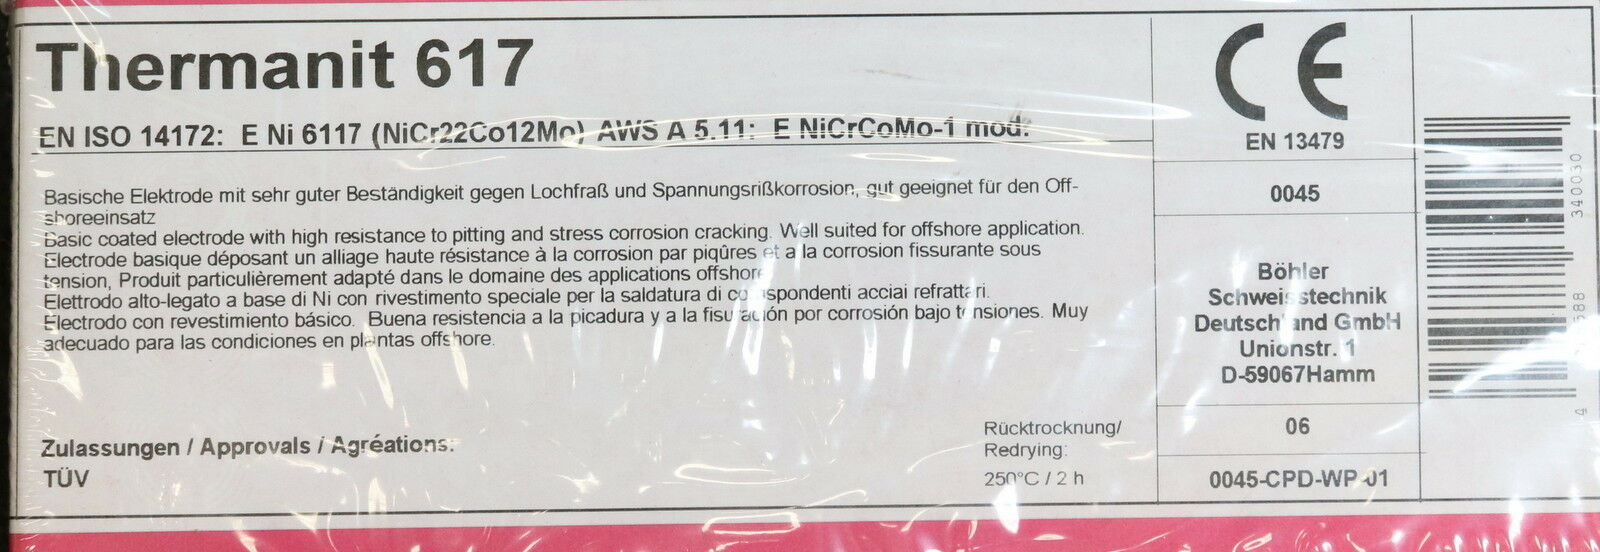 Thermanit 617
EN ISO 14172: E Ni 6117 (NiCr22Co12Mo) AWS A 5.11: E NiCrCoMo-1 mod.
Basische Elektrode mit sehr guter Beständigkeit gegen Lochfraß und Spannungsrißkorrosion, gut geeignet für den Off-
shoreeinsatz
Basic coated electrode with high resistance to pitting and stress corrosion cracking. Well suited for offshore application.
Electrode basique déposant un alliage haute résistance à la corrosion par piqûres et a la corrosion fissurante sous
tension, Produit particulièrement adapté dans le domaine des applications offshore
Elettrodo alto-legato a base di Ni con rivestimento speciale per la saldatura di corrispondenti acciai refrattari.
Electrodo con revestimiento básico. Buena resistencia a la picadura y a la fisuración por corrosión bajo tensiones. Muy
adecuado para las condiciones en plantas offshore.
Zulassungen / Approvals / Agréations:
TÜV
Rücktrocknung/
Redrying:
250°C / 2 h
CE
EN 13479
0045
Böhler
Schweisstechnik
Deutschland GmbH
Unionstr. 1
D-59067Hamm
06
0045-CPD-WP-01
340030